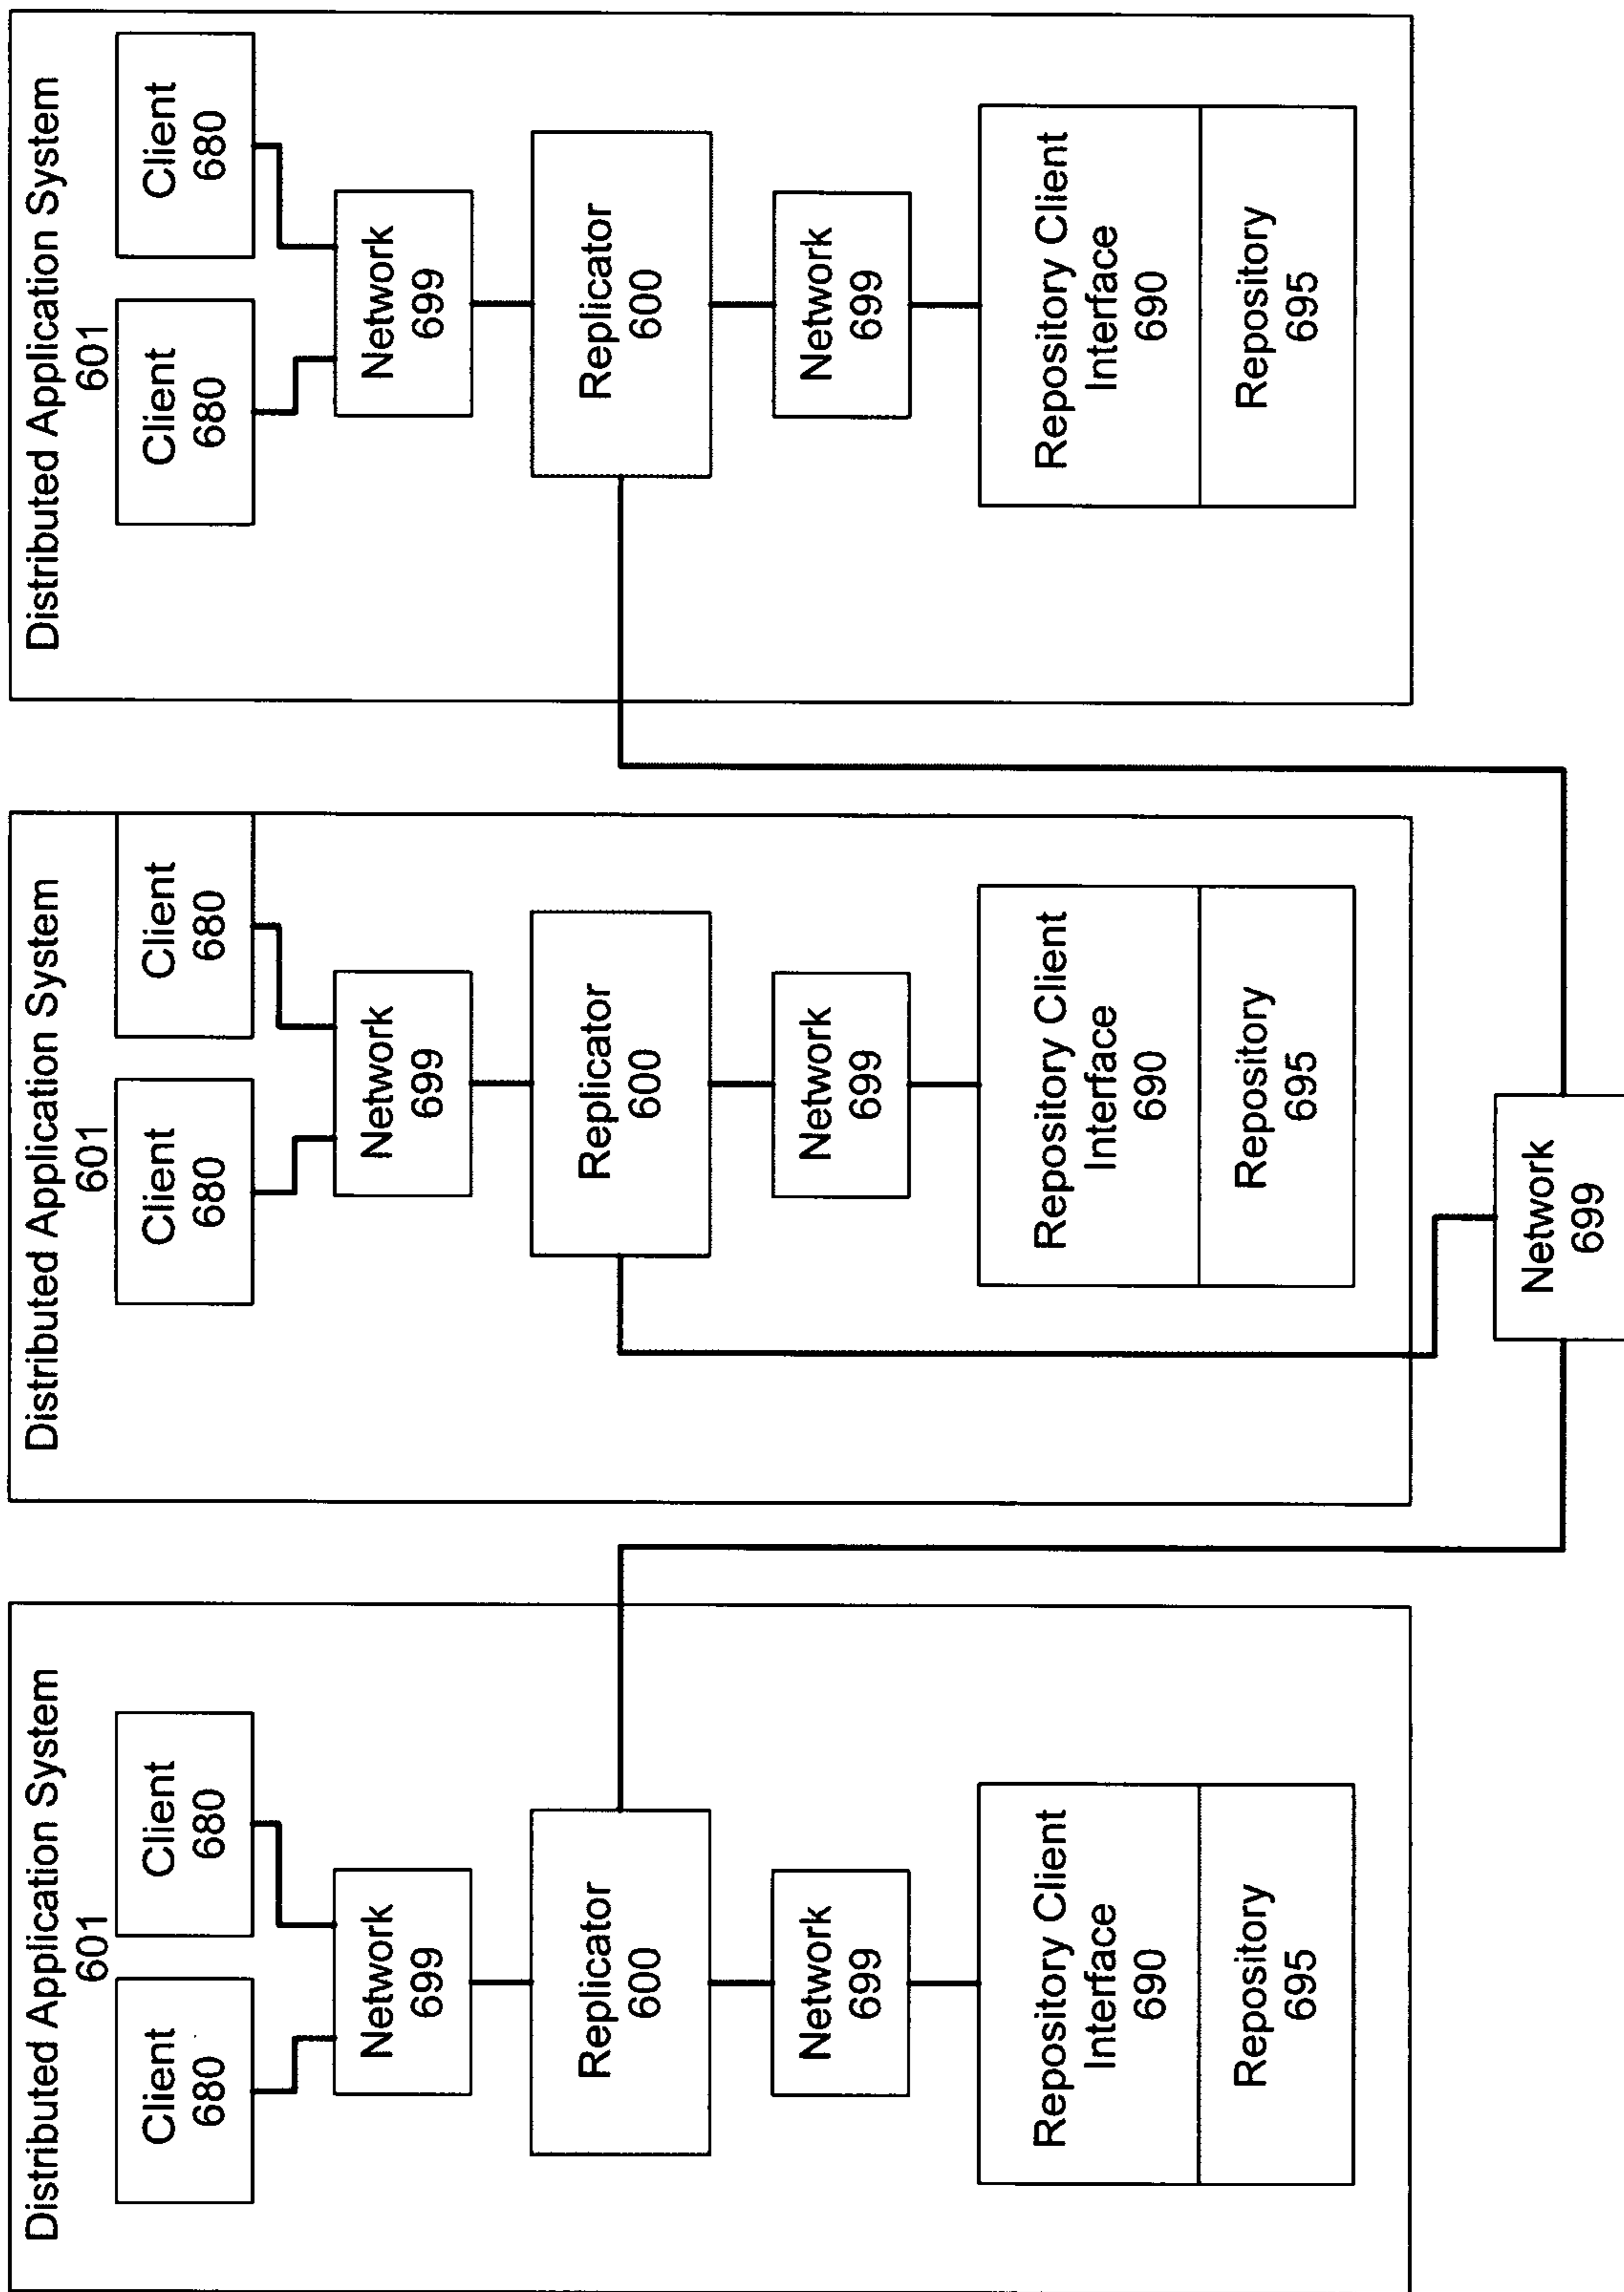 Distributed Application System
601
Client
680
Client
680
Network
699
Replicator
600
Network
699
Repository Client
Interface
690
Repository
695
Distributed Application System
601
Client
680
Client
680
Network
699
Replicator
600
Network
699
Repository Client
Interface
690
Repository
695
Distributed Application System
601
Client
680
Client
680
Network
699
Replicator
600
Network
699
Repository Client
Interface
690
Repository
695
Network
699